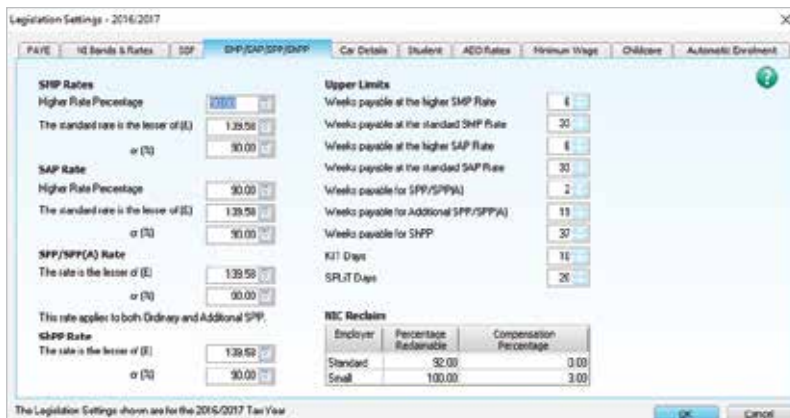 Legislation Settings - 2016/2017
PAYE
NI Bands & Rates
SSP
SMP/SAP/SPP/ShPP
Car Details
Student
AEO Rates
Minimum Wage
Childcare
Automatic Enrolment
SMP Rates
Higher Rate Percentage 90.00
The standard rate is the lesser of (£) 139.58
or (%) 90.00
SAP Rate
Higher Rate Percentage 90.00
The standard rate is the lesser of (£) 139.58
or (%) 90.00
SPP/SPP(A) Rate
The rate is the lesser of (£) 139.58
or (%) 90.00
This rate applies to both Ordinary and Additional SPP.
ShPP Rate
The rate is the lesser of (£) 139.58
or (%) 90.00
Upper Limits
Weeks payable at the higher SMP Rate 6
Weeks payable at the standard SMP Rate 33
Weeks payable at the higher SAP Rate 6
Weeks payable at the standard SAP Rate 33
Weeks payable for SPP/SPP(A) 2
Weeks payable for Additional SPP/SPP(A)
Weeks payable for ShPP 37
KIT Days 10
SPLiT Days 20
NIC Reclaim
Employer Percentage Reclaimable Compensation Percentage
Standard 92.00 3.00
Small 100.00 3.00
The Legislation Settings shown are for the 2016/2017 Tax Year
OK
Cancel